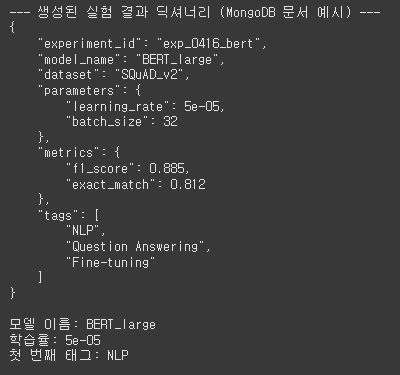 --- 생성된 실험 결과 딕셔너리 (MongoDB 문서 예시) ---
{
    "experiment_id": "exp_0416_bert",
    "model_name": "BERT_large",
    "dataset": "SQuAD_v2",
    "parameters": {
        "learning_rate": 5e-05,
        "batch_size": 32
    },
    "metrics": {
        "f1_score": 0.885,
        "exact_match": 0.812
    },
    "tags": [
        "NLP",
        "Question Answering",
        "Fine-tuning"
    ]
}
모델 이름: BERT_large
학습률: 5e-05
첫 번째 태그: NLP